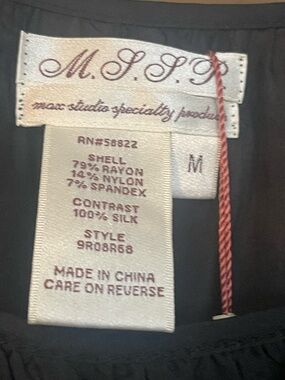 M.S.S.P.
max studio specialty produc
M
RN#58822
SHELL
79% RAYON
14% NYLON
7% SPANDEX
CONTRAST
100% SILK
STYLE
9R08R68
MADE IN CHINA
CARE ON REVERSE